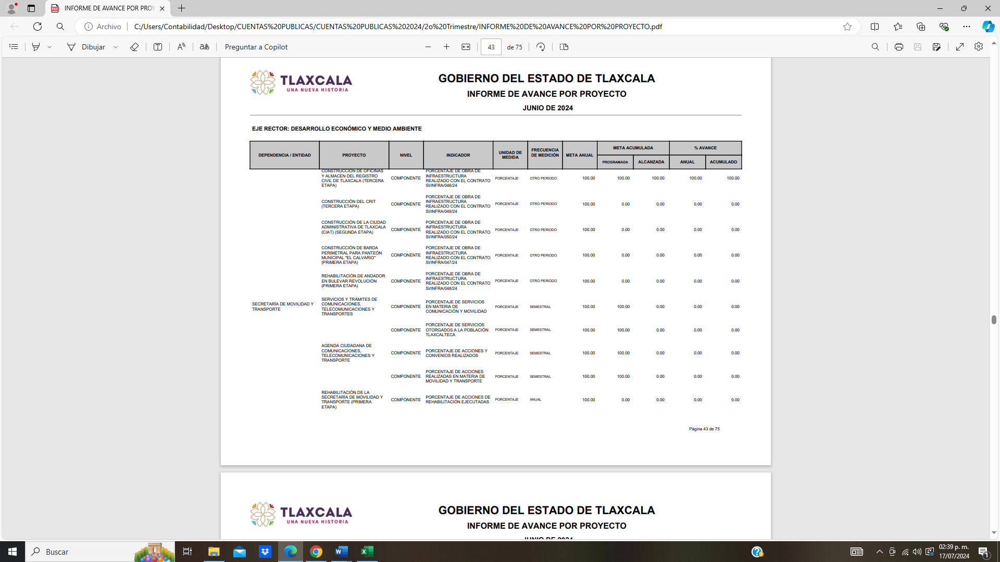 INFORME DE AVANCE POR PROY
Archivo C:/Users/Contabilidad/Desktop/CUENTAS%20PUBLICAS/CUENTAS%20PUBLICAS%202024/2o%20Trimestre/INFORME%20DE%20AVANCE%20POR%20PROYECTO.pdf
Dibujar Preguntar a Copilot 43 de 75
TLAXCALA
UNA NUEVA HISTORIA
GOBIERNO DEL ESTADO DE TLAXCALA
INFORME DE AVANCE POR PROYECTO
JUNIO DE 2024
EJE RECTOR: DESARROLLO ECONÓMICO Y MEDIO AMBIENTE
DEPENDENCIA / ENTIDAD PROYECTO NIVEL INDICADOR UNIDAD DE MEDIDA FRECUENCIA DE MEDICIÓN META ANUAL META ACUMULADA % AVANCE
PROGRAMADA ALCANZADA ANUAL ACUMULADO
CONSTRUCCIÓN DE OFICINAS Y ALMACEN DEL REGISTRO CIVIL DE TLAXCALA (TERCERA ETAPA) COMPONENTE PORCENTAJE DE OBRA DE INFRAESTRUCTURA REALIZADO CON EL CONTRATO SI/INFRA/046/24 PORCENTAJE OTRO PERIODO 100.00 100.00 100.00 100.00 100.00
CONSTRUCCIÓN DEL CRIT (TERCERA ETAPA) COMPONENTE PORCENTAJE DE OBRA DE INFRAESTRUCTURA REALIZADO CON EL CONTRATO SI/INFRA/049/24 PORCENTAJE OTRO PERIODO 100.00 0.00 0.00 0.00 0.00
CONSTRUCCIÓN DE LA CIUDAD ADMINISTRATIVA DE TLAXCALA (CIAT) (SEGUNDA ETAPA) COMPONENTE PORCENTAJE DE OBRA DE INFRAESTRUCTURA REALIZADO CON EL CONTRATO SI/INFRA/050/24 PORCENTAJE OTRO PERIODO 100.00 0.00 0.00 0.00 0.00
CONSTRUCCIÓN DE BARDA PERIMETRAL PARA PANTEÓN MUNICIPAL "EL CALVARIO" (PRIMERA ETAPA) COMPONENTE PORCENTAJE DE OBRA DE INFRAESTRUCTURA REALIZADO CON EL CONTRATO SI/INFRA/047/24 PORCENTAJE OTRO PERIODO 100.00 0.00 0.00 0.00 0.00
REHABILITACIÓN DE ANDADOR EN BULEVAR REVOLUCIÓN (PRIMERA ETAPA) COMPONENTE PORCENTAJE DE OBRA DE INFRAESTRUCTURA REALIZADO CON EL CONTRATO SI/INFRA/048/24 PORCENTAJE OTRO PERIODO 100.00 0.00 0.00 0.00 0.00
SECRETARÍA DE MOVILIDAD Y TRANSPORTE SERVICIOS Y TRÁMITES DE COMUNICACIONES, TELECOMUNICACIONES Y TRANSPORTES COMPONENTE PORCENTAJE DE SERVICIOS EN MATERIA DE COMUNICACIÓN Y MOVILIDAD PORCENTAJE SEMESTRAL 100.00 100.00 0.00 0.00 0.00
COMPONENTE PORCENTAJE DE SERVICIOS OTORGADOS A LA POBLACIÓN TLAXCALTECA PORCENTAJE SEMESTRAL 100.00 100.00 0.00 0.00 0.00
AGENDA CIUDADANA DE COMUNICACIONES, TELECOMUNICACIONES Y TRANSPORTE COMPONENTE PORCENTAJE DE ACCIONES Y CONVENIOS REALIZADOS PORCENTAJE SEMESTRAL 100.00 100.00 0.00 0.00 0.00
COMPONENTE PORCENTAJE DE ACCIONES REALIZADAS EN MATERIA DE MOVILIDAD Y TRANSPORTE PORCENTAJE SEMESTRAL 100.00 100.00 0.00 0.00 0.00
REHABILITACIÓN DE LA SECRETARÍA DE MOVILIDAD Y TRANSPORTE (PRIMERA ETAPA) COMPONENTE PORCENTAJE DE ACCIONES DE REHABILITACIÓN EJECUTADAS PORCENTAJE ANUAL 100.00 0.00 0.00 0.00 0.00
Página 43 de 75
TLAXCALA
UNA NUEVA HISTORIA
GOBIERNO DEL ESTADO DE TLAXCALA
INFORME DE AVANCE POR PROYECTO
JUNIO DE 2024
Buscar
02:39 p. m.
17/07/2024
1